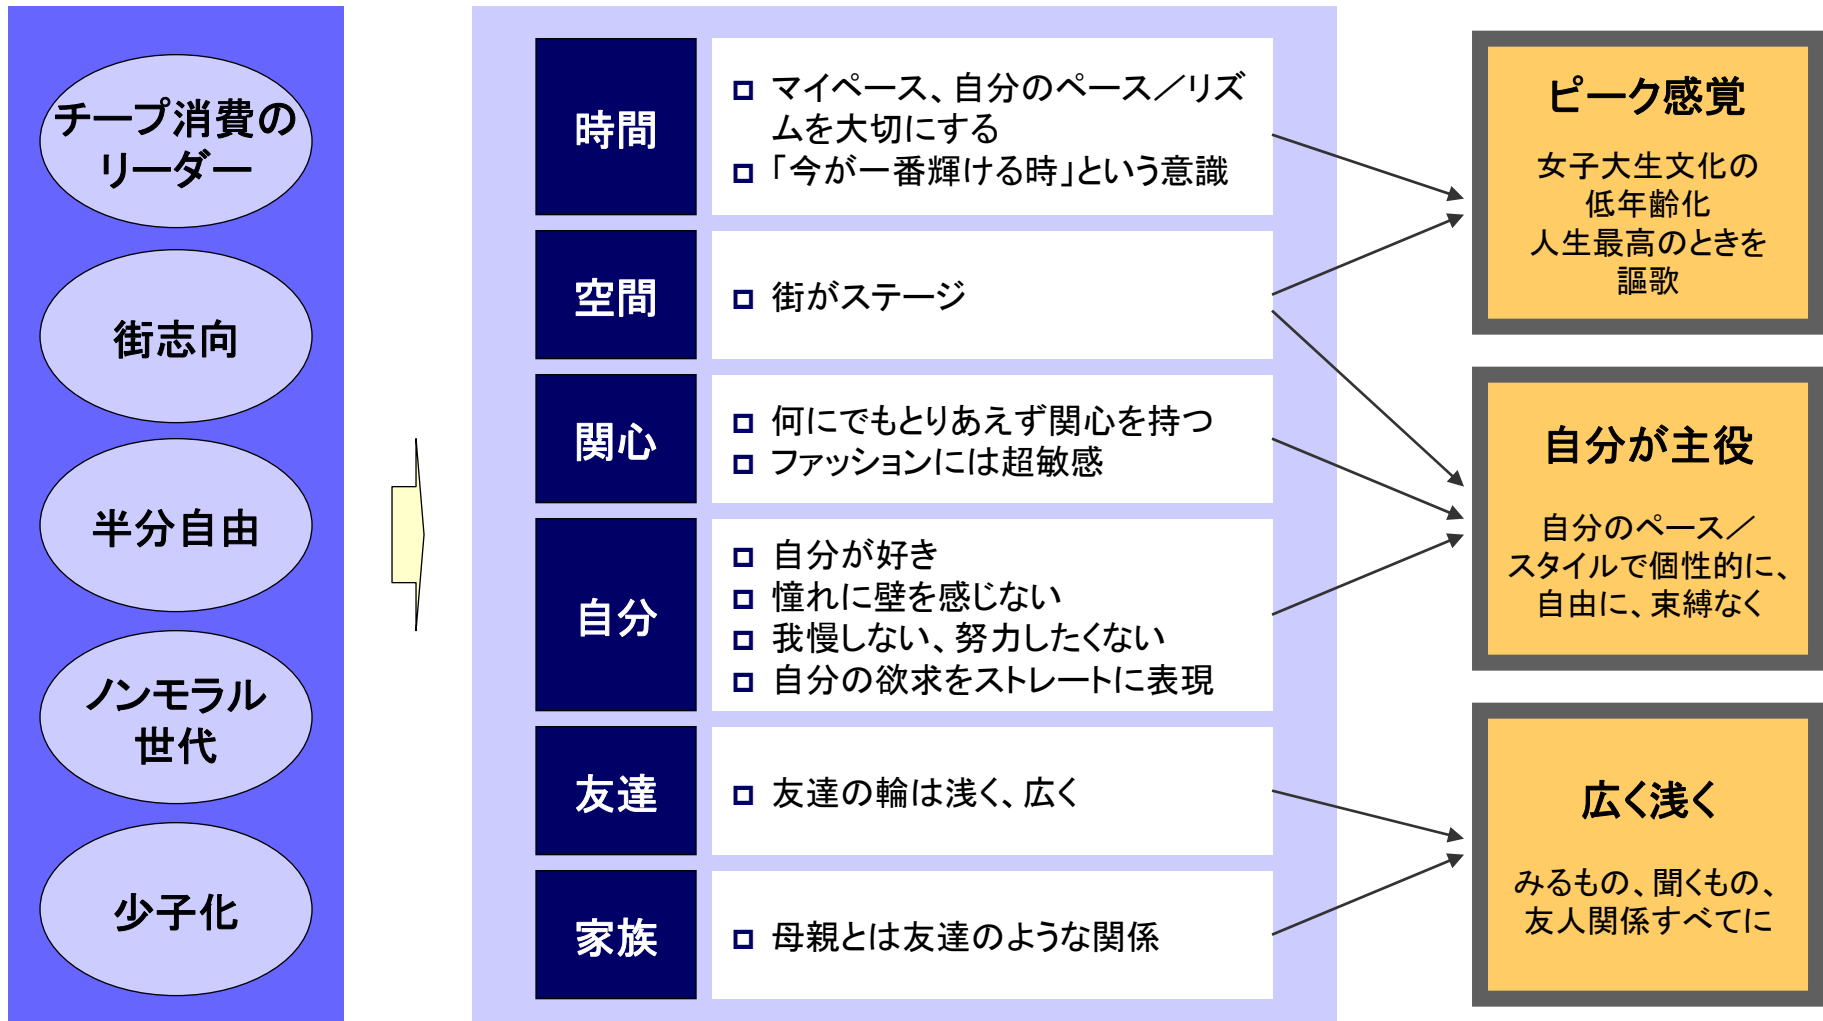 チープ消費の
リーダー
街志向
半分自由
ノンモラル
世代
少子化
時間
マイペース、自分のペース／リズ
ムを大切にする
「今が一番輝ける時」という意識
空間
街がステージ
関心
何にでもとりあえず関心を持つ
ファッションには超敏感
自分
自分が好き
憧れに壁を感じない
我慢しない、努力したくない
自分の欲求をストレートに表現
友達
友達の輪は浅く、広く
家族
母親とは友達のような関係
ピーク感覚
女子大生文化の
低年齢化
人生最高のときを
謳歌
自分が主役
自分のペース／
スタイルで個性的に、
自由に、束縛なく
広く浅く
みるもの、聞くもの、
友人関係すべてに